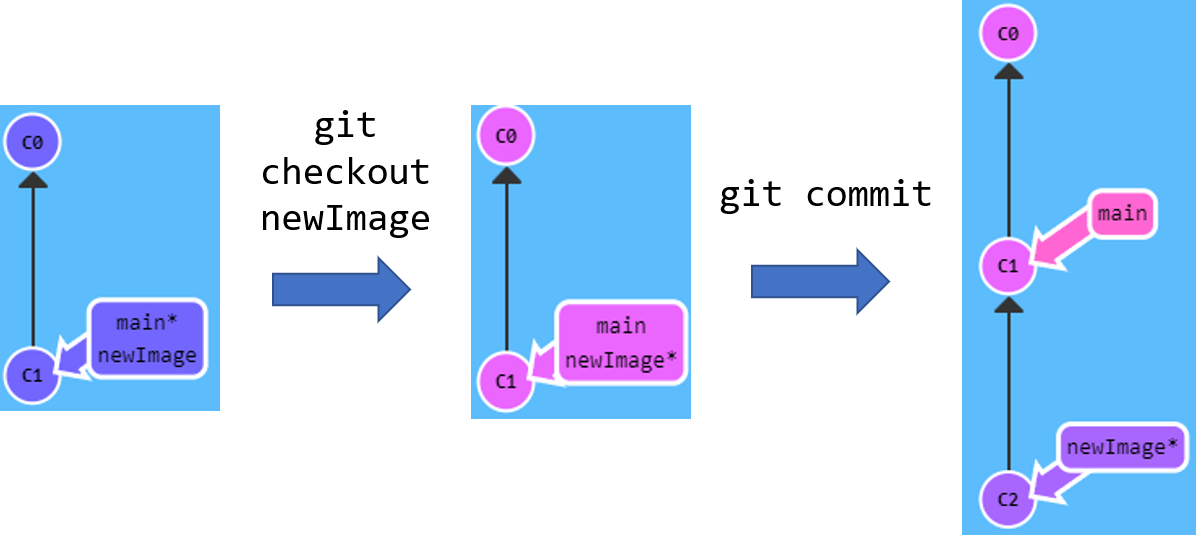 C0
main*
newImage
C1
git
checkout
newImage
C0
main
newImage*
C1
git commit
C0
main
C1
newImage*
C2